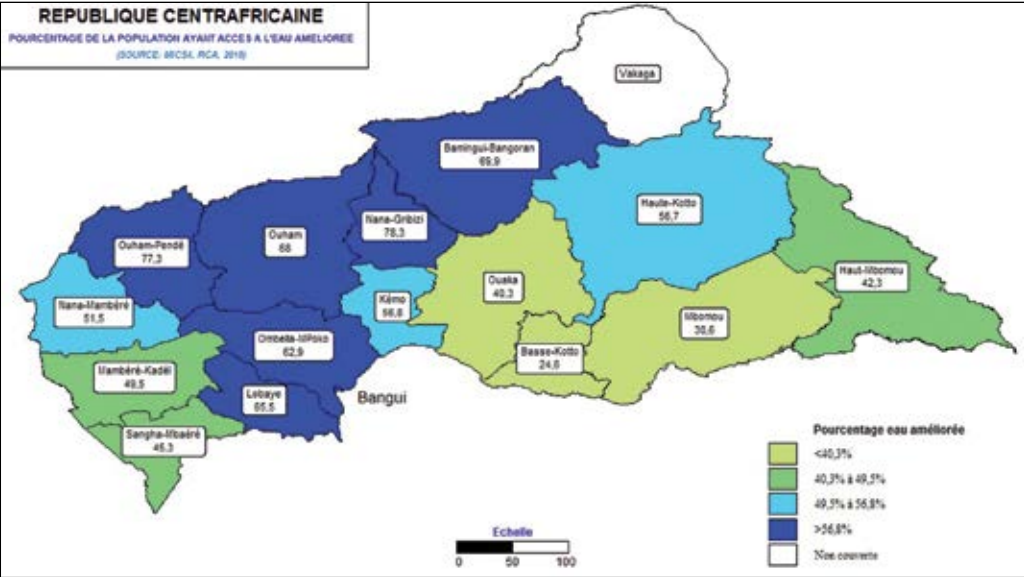 REPUBLIQUE CENTRAFRICAINE
POURCENTAGE DE LA POPULATION AYANT ACCES A L'EAU AMELIOREE
(SOURCE: MICS4, RCA, 2010)
Vakaga
Bamingui-Bangoran
69,9
Haute-Kotto
56,7
Nana-Gribizi
78,3
Ouham
68
Ouham-Pendé
77,3
Haut-Mbomou
42,3
Ouaka
40,3
Kémo
56,8
Nana-Mambéré
51,5
Mbomou
30,6
Ombella-MPoko
62,9
Basse-Kotto
24,6
Mambéré-Kadéï
49,5
Lobaye
65,5
Bangui
Sangha-Mbaéré
45,3
Pourcentage eau améliorée
<40,3%
40,3% à 49,5%
49,5% à 56,8%
>56,8%
Non couverte
Echelle
0 50 100